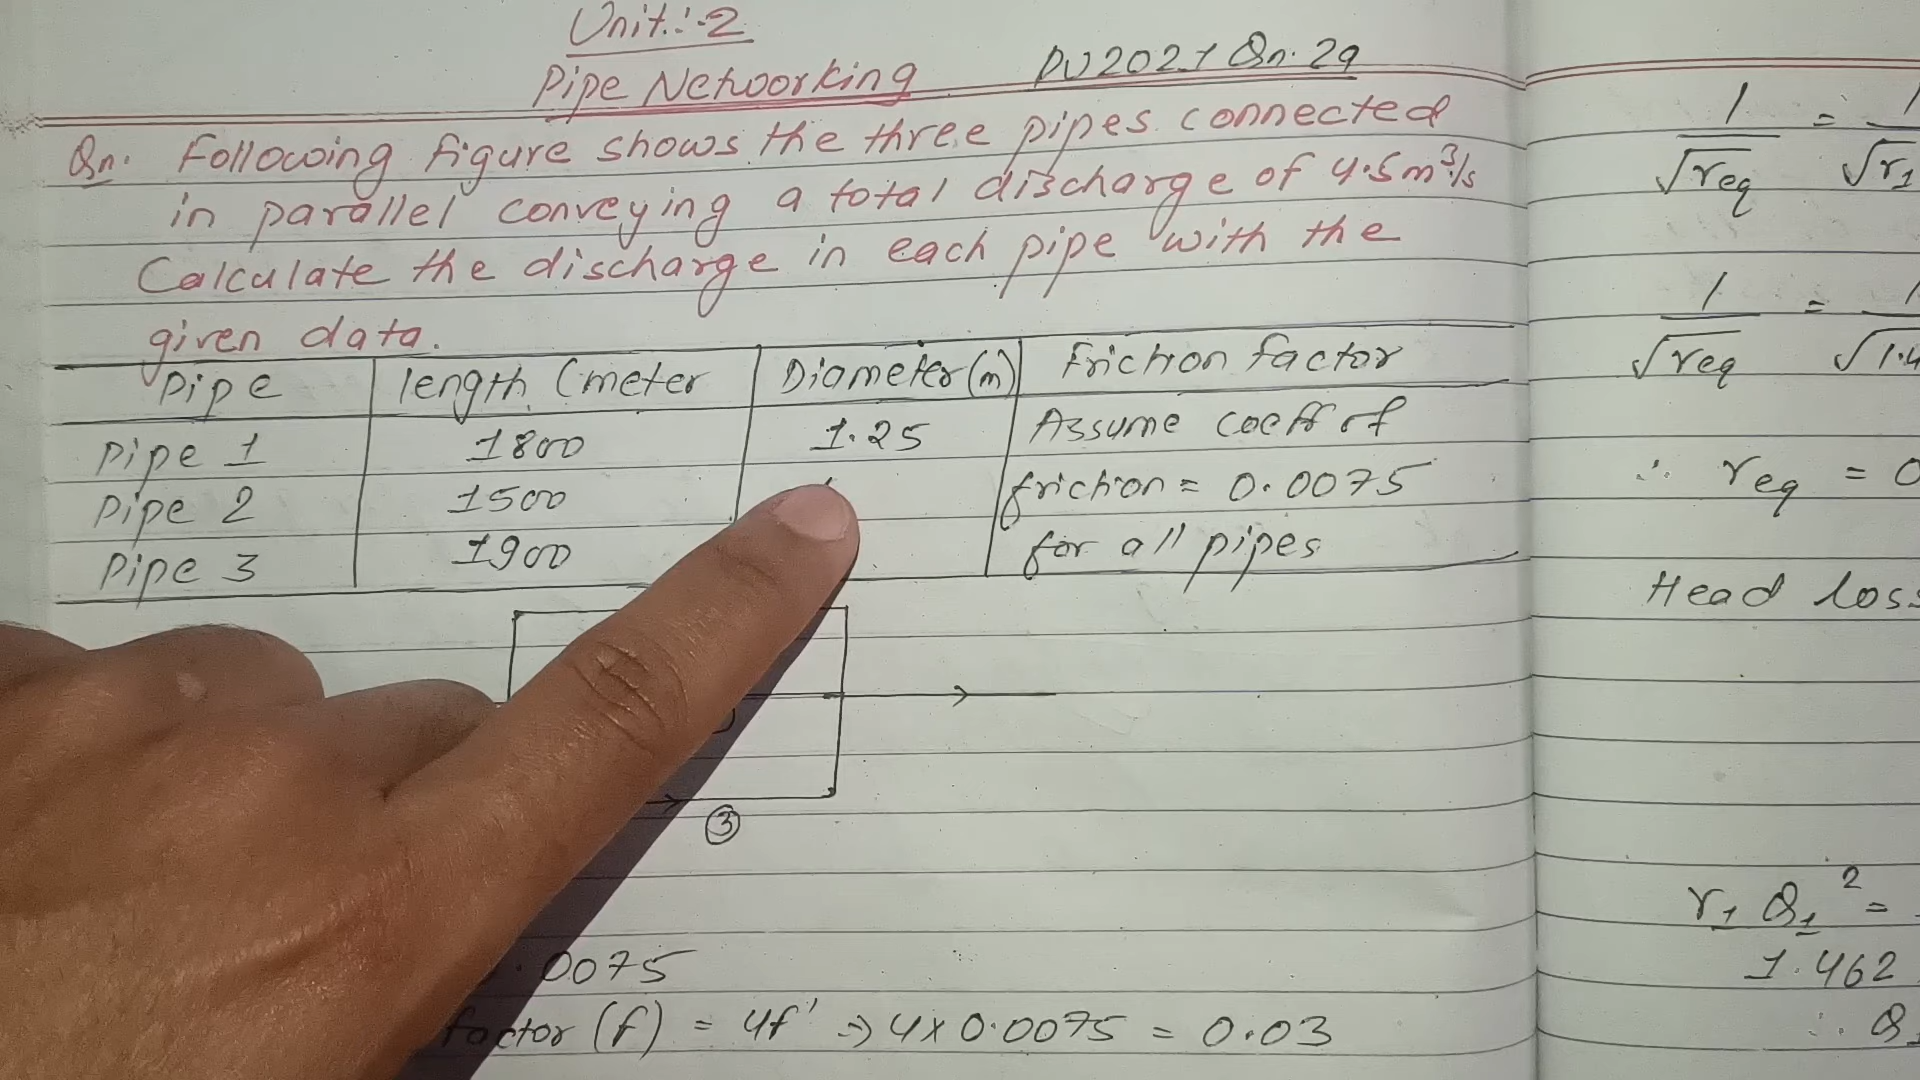 Unit:-2
Pipe Networking PU2021 Qn. 29
Qn. Following figure shows the three pipes connected
in parallel conveying a total discharge of 4.5m³/s
Calculate the discharge in each pipe with the
given data.
Pipe length (meter Diameter(m) Friction factor
Pipe 1 1800 1.25 Assume coeff of
Pipe 2 1500 friction = 0.0075
Pipe 3 1900 for all pipes
3
.0075
factor (f) = 4f' => 4x0.0075 = 0.03
1/√req = 1/√r1
1/√req = 1/√1.4
∴ req = 0
Head loss
r1 Q1² =
1.462
∴ Q